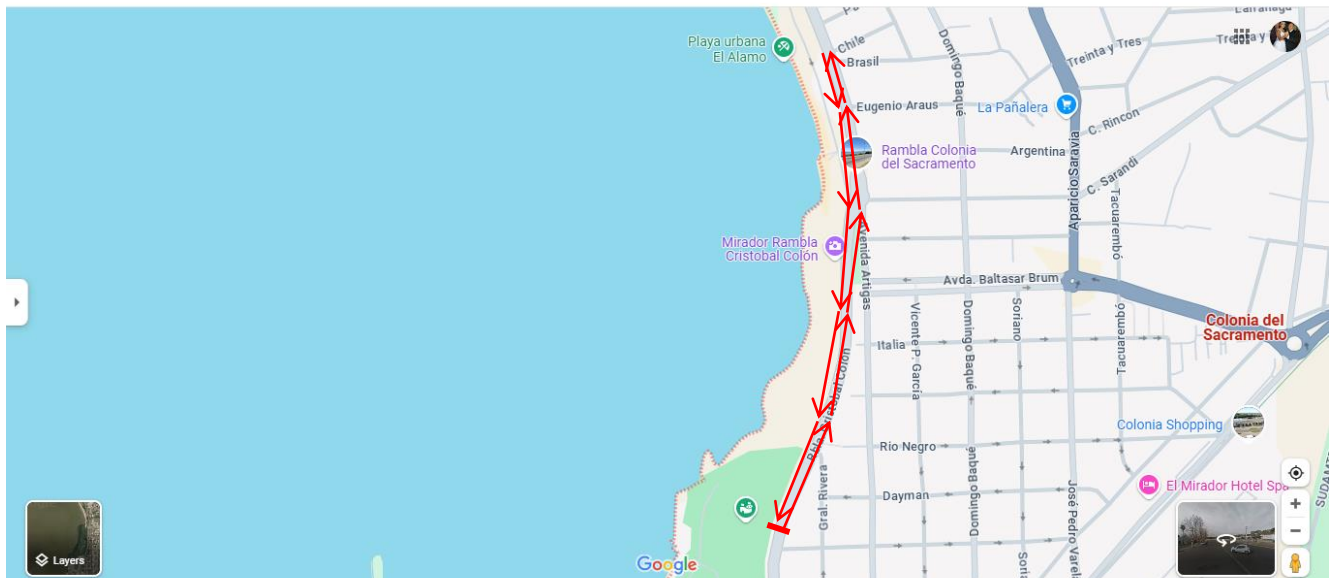 Playa urbana
El Alamo
Chile
Brasil
Domingo Baqué
Treinta y Tres
Eugenio Araus
La Pañalera
C. Rincon
Rambla Colonia
del Sacramento
Argentina
Aparicio Saravia
C. Sarandi
Tacuarembó
Mirador Rambla
Cristobal Colón
Avenida Artigas
Avda. Baltasar Brum
Vicente P. García
Domingo Baqué
Soriano
Tacuarembó
Colonia del
Sacramento
Italia
Colonia Shopping
Rio Negro
Gral. Rivera
Dayman
Domingo Baqué
José Pedro Varela
El Mirador Hotel Spa
Layers
Google